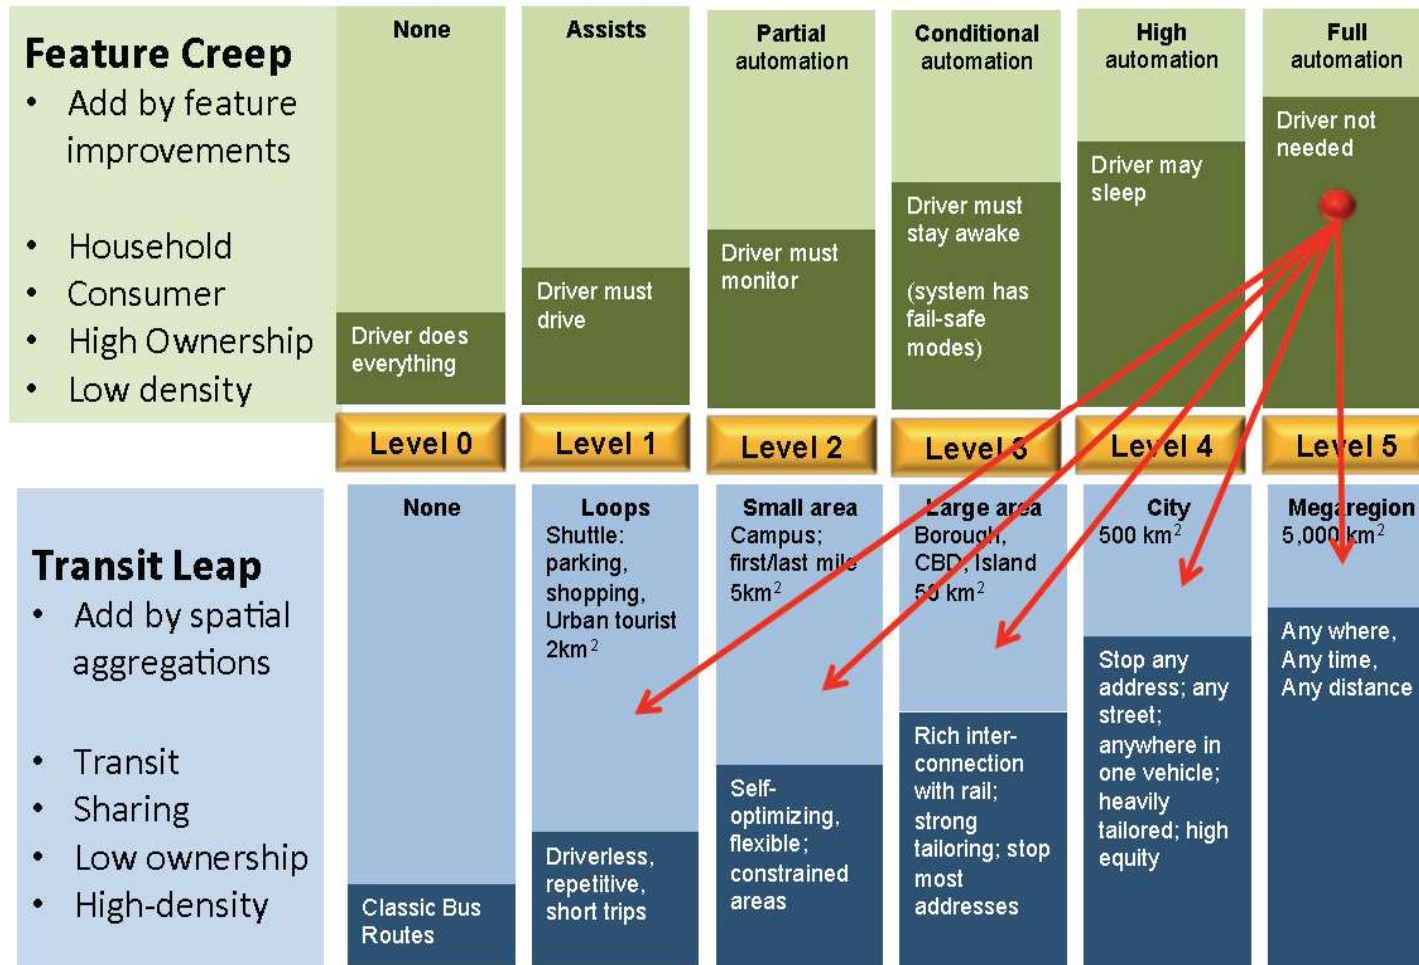 Feature Creep
• Add by feature
improvements
• Household
• Consumer
• High Ownership
• Low density
None
Driver does
everything
Assists
Driver must
drive
Partial
automation
Driver must
monitor
Conditional
automation
Driver must
stay awake
(system has
fail-safe
modes)
High
automation
Driver may
sleep
Full
automation
Driver not
needed
Level 0
Level 1
Level 2
Level 3
Level 4
Level 5
Transit Leap
• Add by spatial
aggregations
• Transit
• Sharing
• Low ownership
• High-density
None
Classic Bus
Routes
Loops
Shuttle:
parking,
shopping,
Urban tourist
2km²
Driverless,
repetitive,
short trips
Small area
Campus;
first/last mile
5km²
Self-
optimizing,
flexible;
constrained
areas
Large area
Borough,
CBD, Island
50 km²
Rich inter-
connection
with rail;
strong
tailoring; stop
most
addresses
City
500 km²
Stop any
address; any
street;
anywhere in
one vehicle;
heavily
tailored; high
equity
Megaregion
5,000 km²
Any where,
Any time,
Any distance